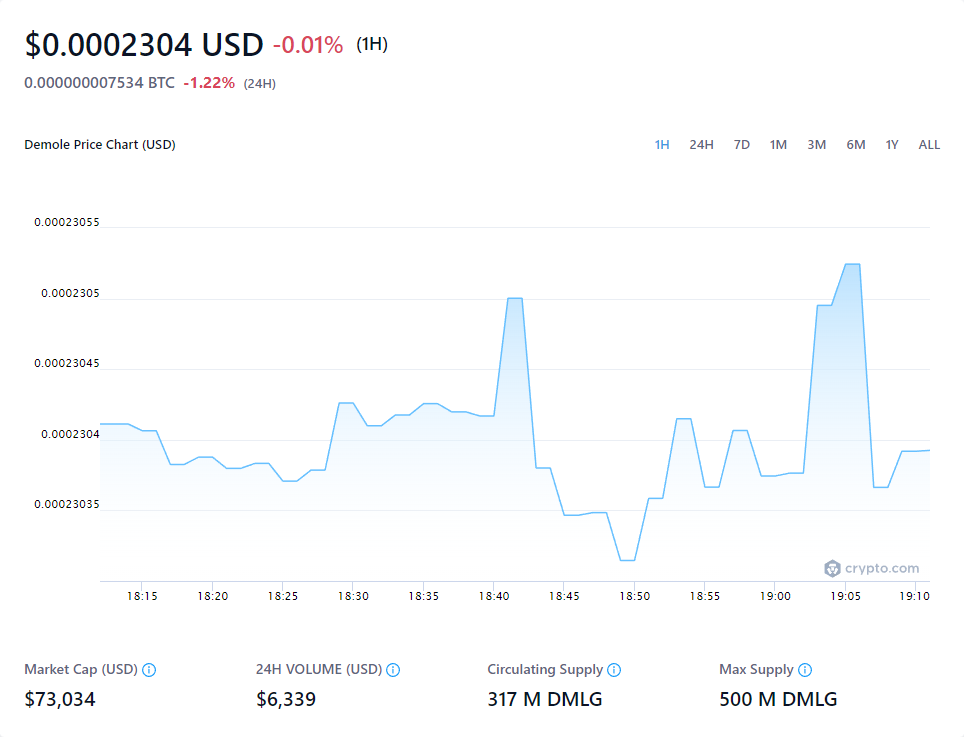 $0.0002304 USD -0.01% (1H)
0.000000007534 BTC -1.22% (24H)
Demole Price Chart (USD) 1H 24H 7D 1M 3M 6M 1Y ALL
0.00023055
0.0002305
0.00023045
0.0002304
0.00023035
crypto.com
18:15 18:20 18:25 18:30 18:35 18:40 18:45 18:50 18:55 19:00 19:05 19:10
Market Cap (USD) 24H VOLUME (USD) Circulating Supply Max Supply
$73,034 $6,339 317 M DMLG 500 M DMLG